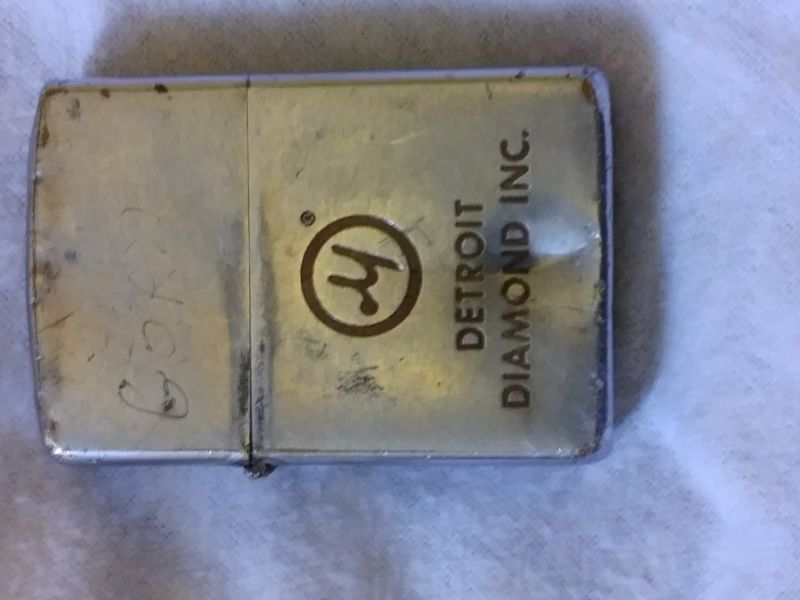 ®
DETROIT
DIAMOND INC.